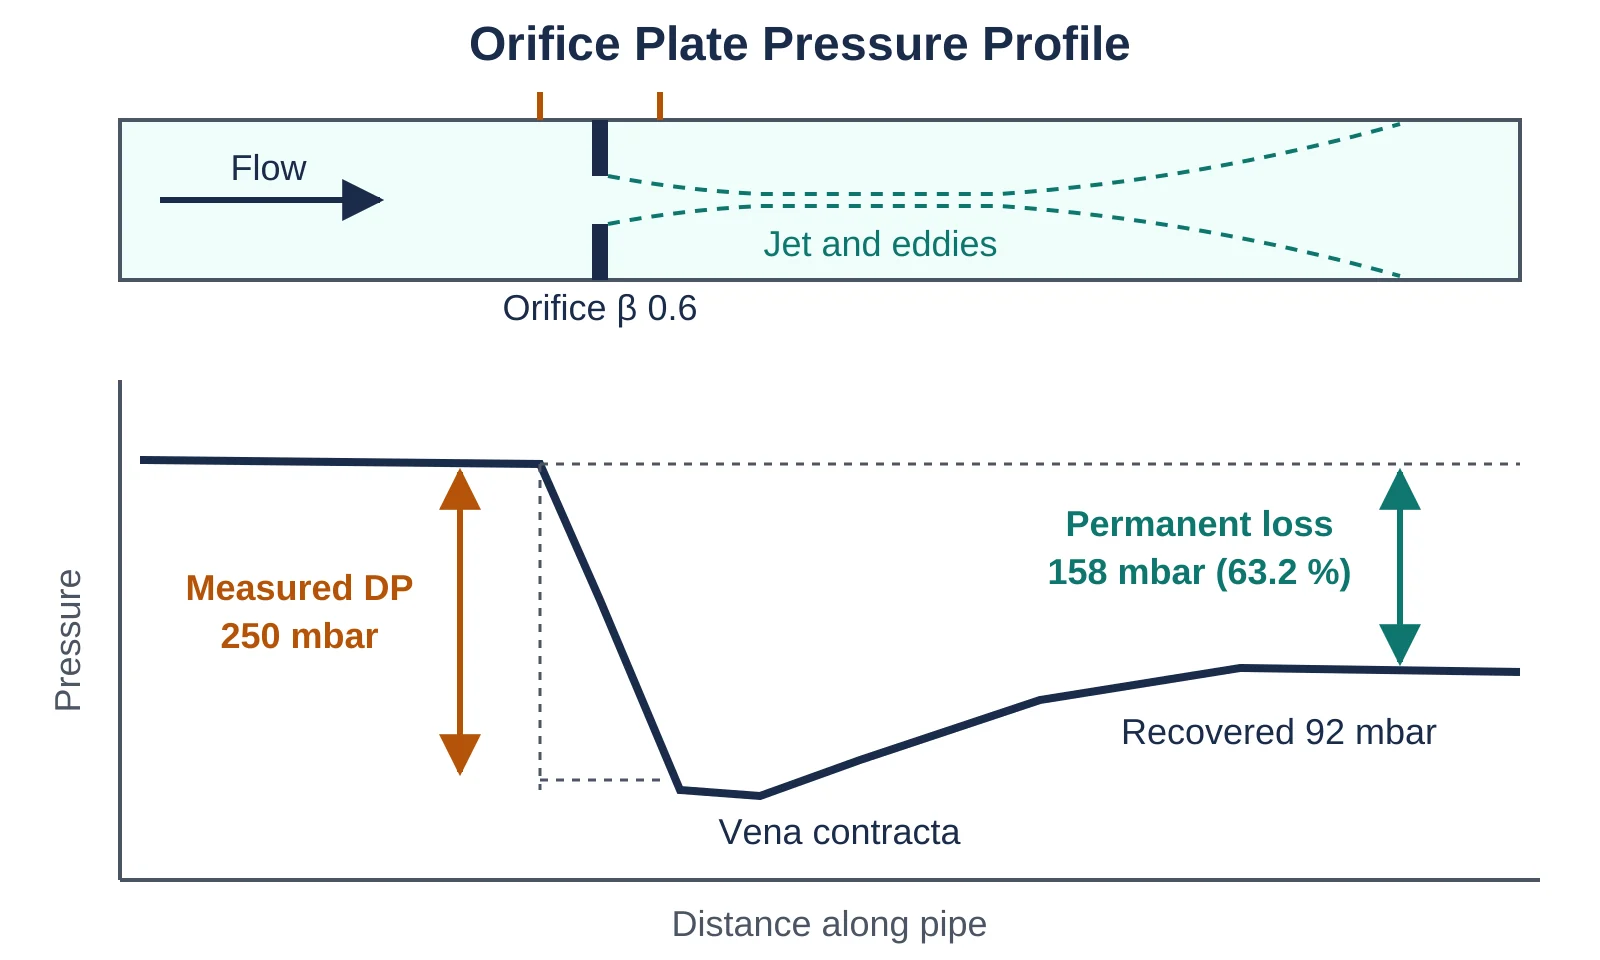 Orifice Plate Pressure Profile
Flow
Jet and eddies
Orifice β 0.6
Pressure
Measured DP
250 mbar
Permanent loss
158 mbar (63.2 %)
Recovered 92 mbar
Vena contracta
Distance along pipe